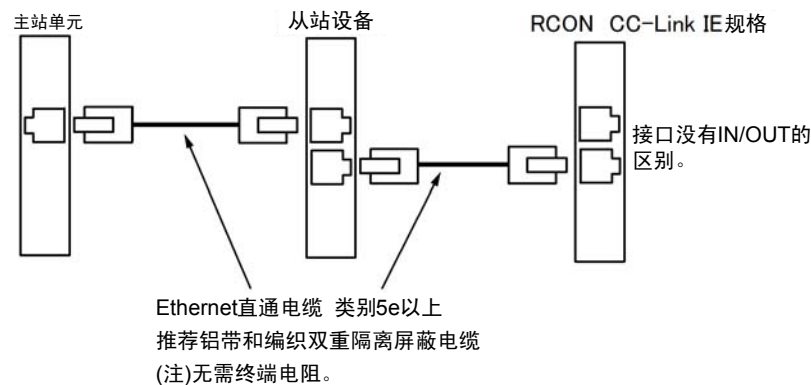 主站单元
从站设备
RCON CC-Link IE规格
接口没有IN/OUT的
区别。
Ethernet直通电缆 类别5e以上
推荐铝带和编织双重隔离屏蔽电缆
(注)无需终端电阻。